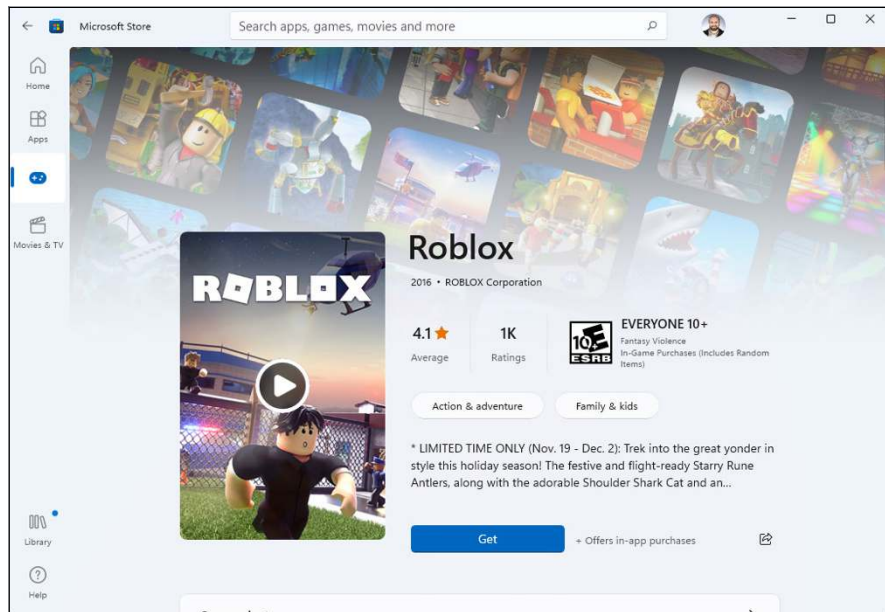 Microsoft Store
Search apps, games, movies and more
Home
Apps
Movies & TV
ROBLOX
Roblox
2016 • ROBLOX Corporation
4.1
Average
1K
Ratings
10+
ESRB
EVERYONE 10+
Fantasy Violence
In-Game Purchases (Includes Random
Items)
Action & adventure
Family & kids
* LIMITED TIME ONLY (Nov. 19 - Dec. 2): Trek into the great yonder in
style this holiday season! The festive and flight-ready Starry Rune
Antlers, along with the adorable Shoulder Shark Cat and an...
Get
+ Offers in-app purchases
Library
Help